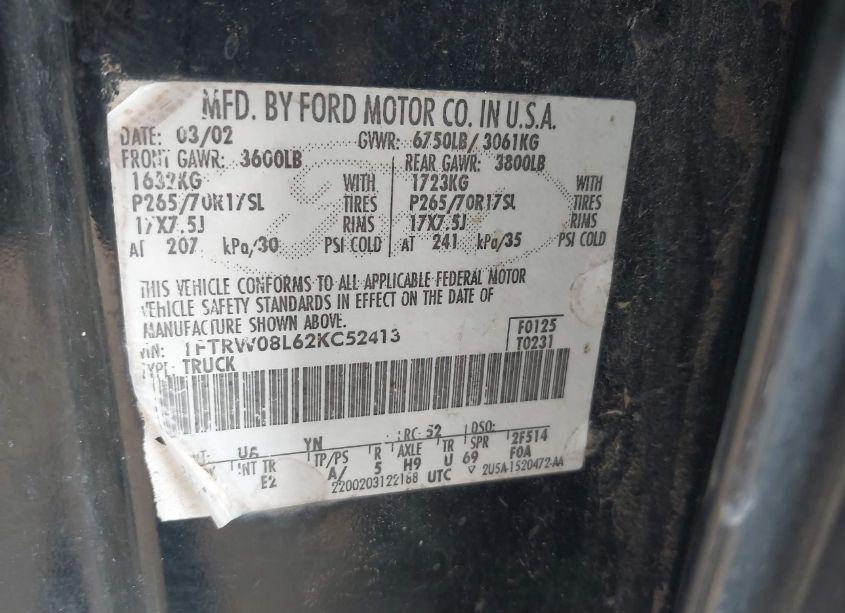 MFD. BY FORD MOTOR CO. IN U.S.A.
DATE: 03/02 GVWR: 6750LB/ 3061KG
FRONT GAWR: 3600LB REAR GAWR: 3800LB
1632KG WITH 1723KG WITH
P265/70R17SL TIRES P265/70R17SL TIRES
17X7.5J RIMS 17X7.5J RIMS
AT 207 kPa/30 PSI COLD AT 241 kPa/35 PSI COLD
THIS VEHICLE CONFORMS TO ALL APPLICABLE FEDERAL MOTOR
VEHICLE SAFETY STANDARDS IN EFFECT ON THE DATE OF
MANUFACTURE SHOWN ABOVE.
F0125
VIN: 1FTRW08L62KC52413
T0231
TYPE: TRUCK
UA YN RC: 52 DSO:
INT TR TP/PS R AXLE TR SPR 2F514
E2 A/ 5 H9 U 69 F0A
2200203122188 UTC ▽ 2U5A-1520472-AA